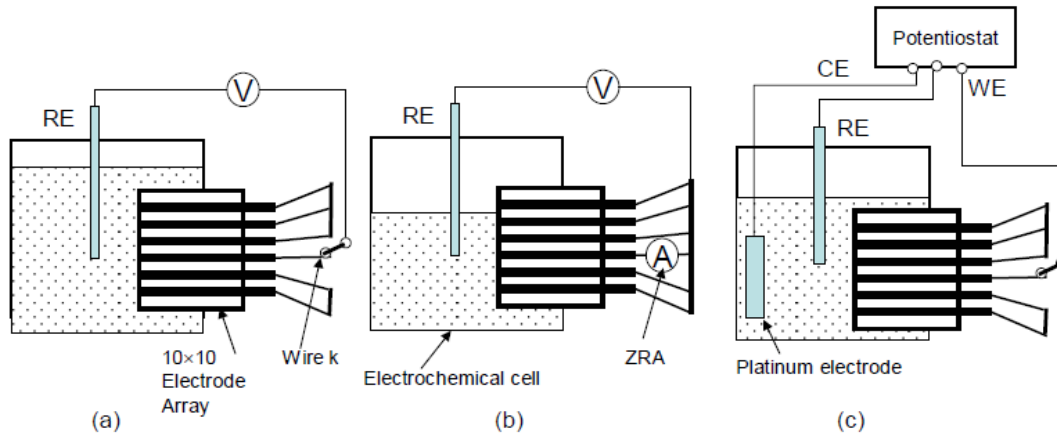 RE
V
10×10
Electrode
Array
Wire k
(a)
RE
V
A
Electrochemical cell
ZRA
(b)
Potentiostat
CE
WE
RE
Platinum electrode
(c)